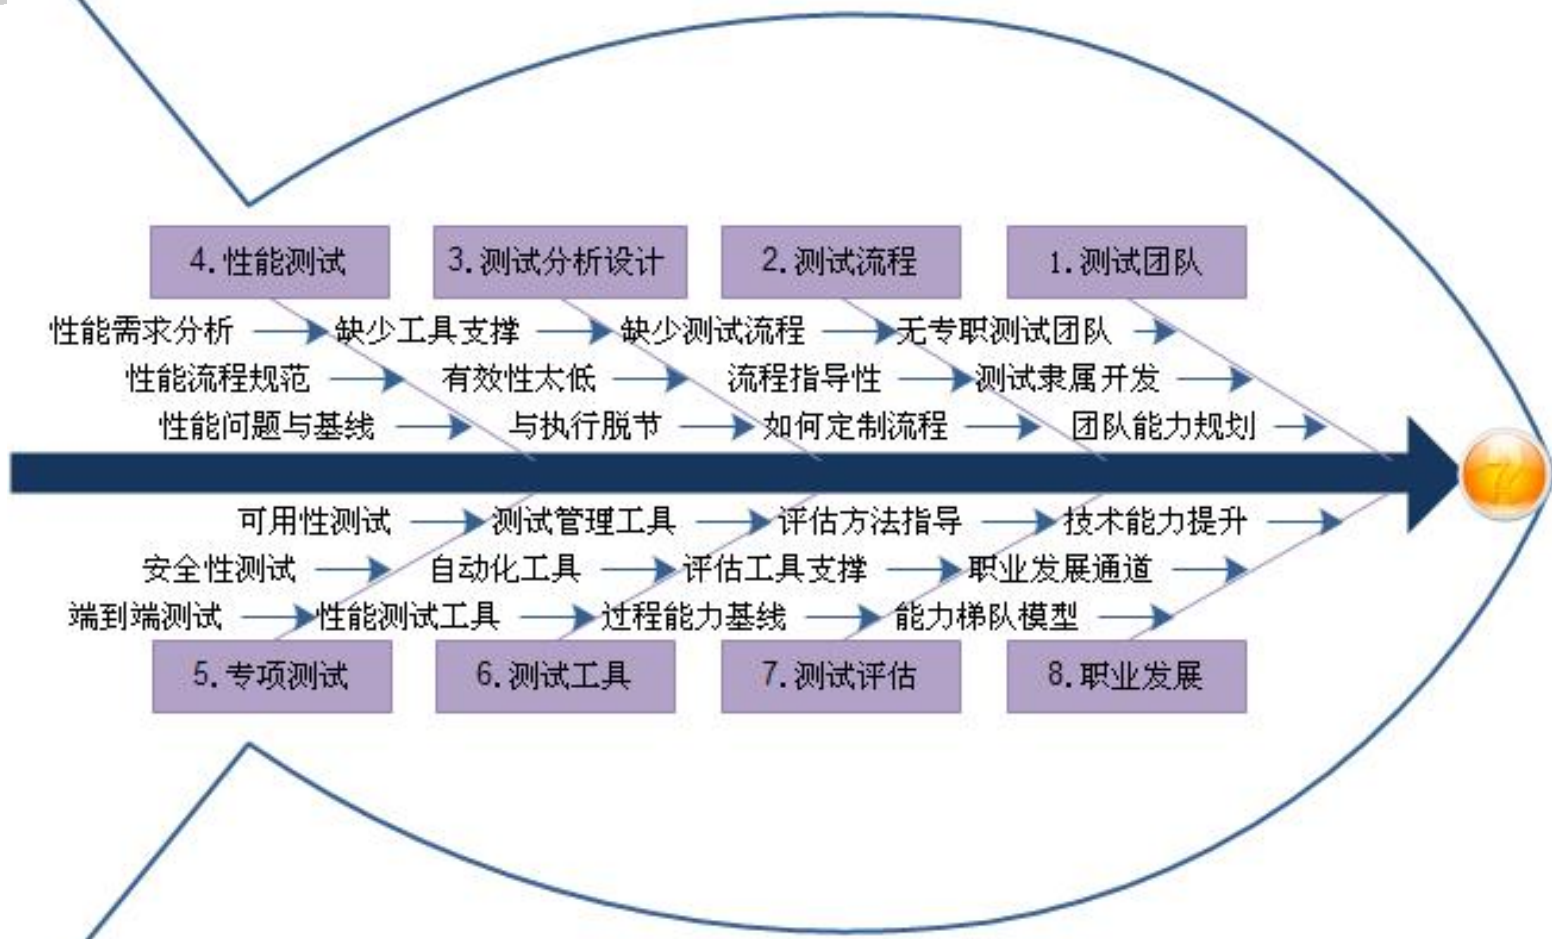 4.性能测试 3.测试分析设计 2.测试流程 1.测试团队
性能需求分析 缺少工具支撑 缺少测试流程 无专职测试团队
性能流程规范 有效性太低 流程指导性 测试隶属开发
性能问题与基线 与执行脱节 如何定制流程 团队能力规划
?
可用性测试 测试管理工具 评估方法指导 技术能力提升
安全性测试 自动化工具 评估工具支撑 职业发展通道
端到端测试 性能测试工具 过程能力基线 能力梯队模型
5.专项测试 6.测试工具 7.测试评估 8.职业发展